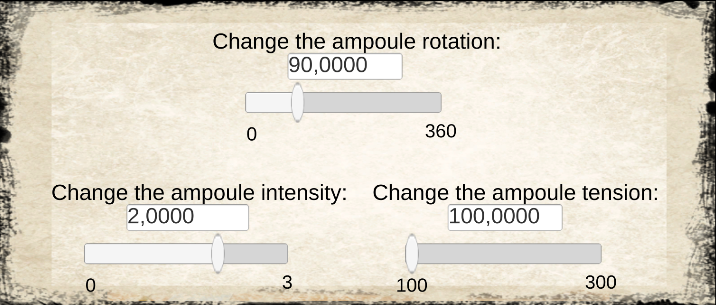 Change the ampoule rotation:
90,0000
0 360
Change the ampoule intensity: Change the ampoule tension:
2,0000 100,0000
0 3 100 300